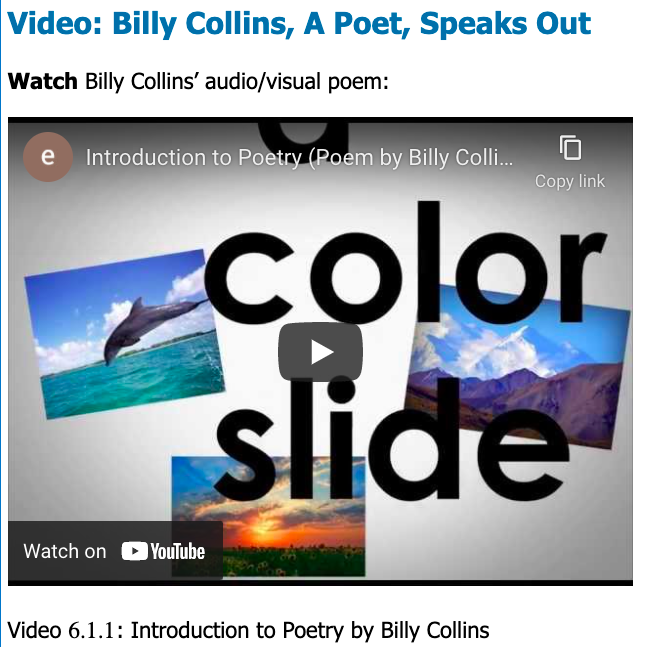 Video: Billy Collins, A Poet, Speaks Out
Watch Billy Collins’ audio/visual poem:
a
e
Introduction to Poetry (Poem by Billy Colli...
Copy link
color
slide
Watch on YouTube
Video 6.1.1: Introduction to Poetry by Billy Collins